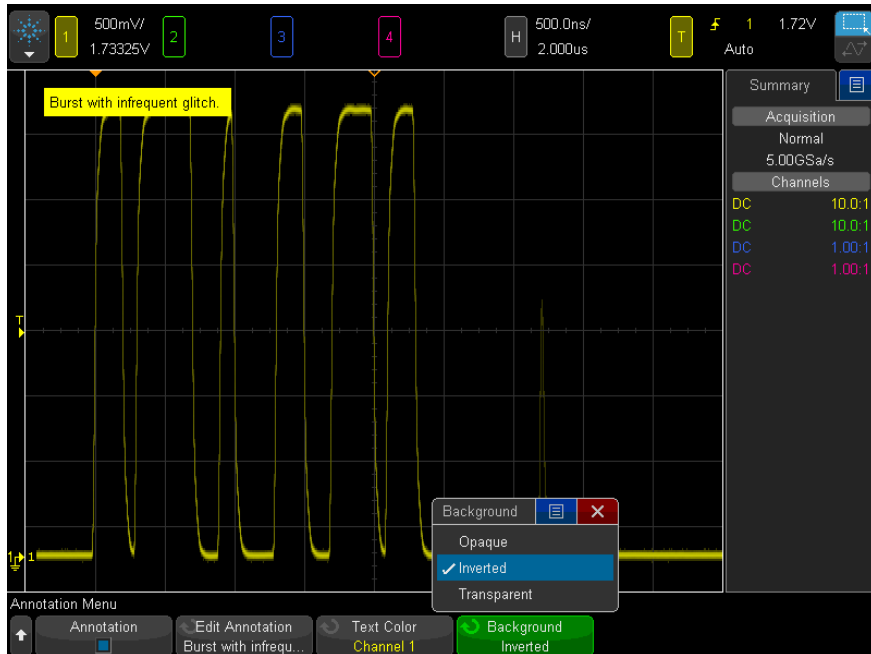 1 500mV/ 1.73325V
2
3
4
H 500.0ns/ 2.000us
T 1 1.72V Auto
Burst with infrequent glitch.
Summary
Acquisition
Normal
5.00GSa/s
Channels
DC 10.0:1
DC 10.0:1
DC 1.00:1
DC 1.00:1
T
1 1
Background
Opaque
Inverted
Transparent
Annotation Menu
Annotation
Edit Annotation
Burst with infrequ...
Text Color
Channel 1
Background
Inverted